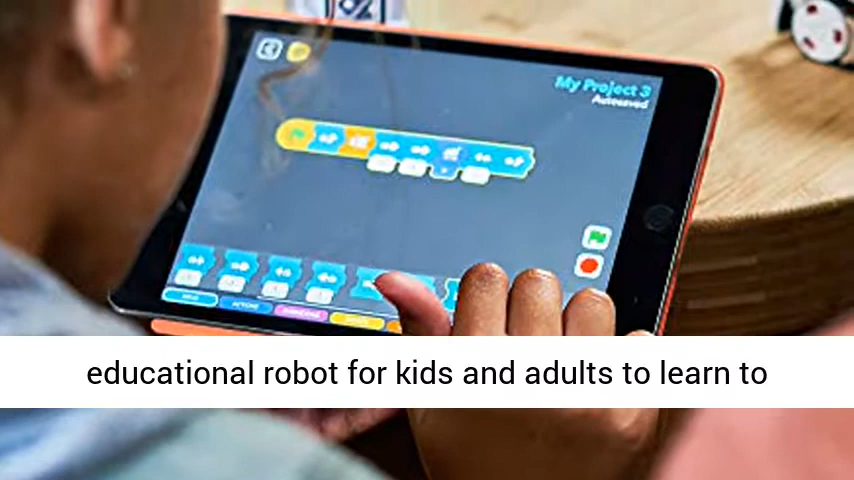 My Project 3
Autosaved
educational robot for kids and adults to learn to